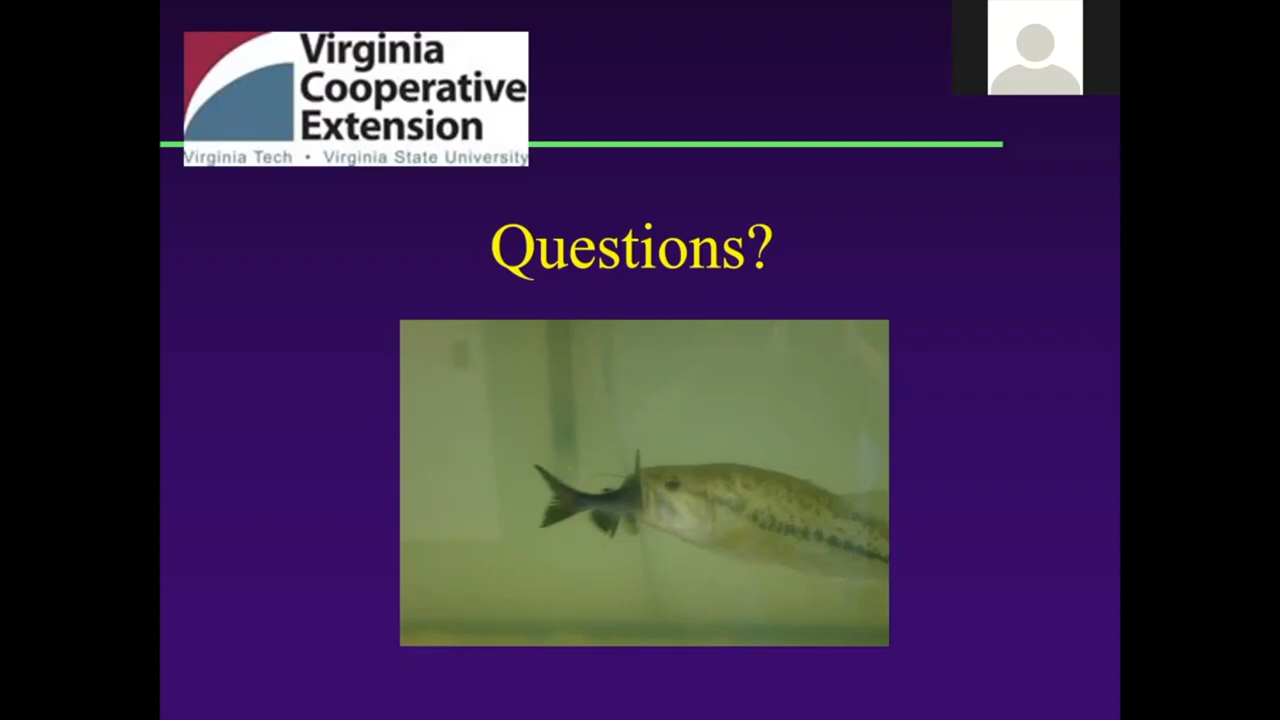 Virginia
Cooperative
Extension
Virginia Tech • Virginia State University
Questions?